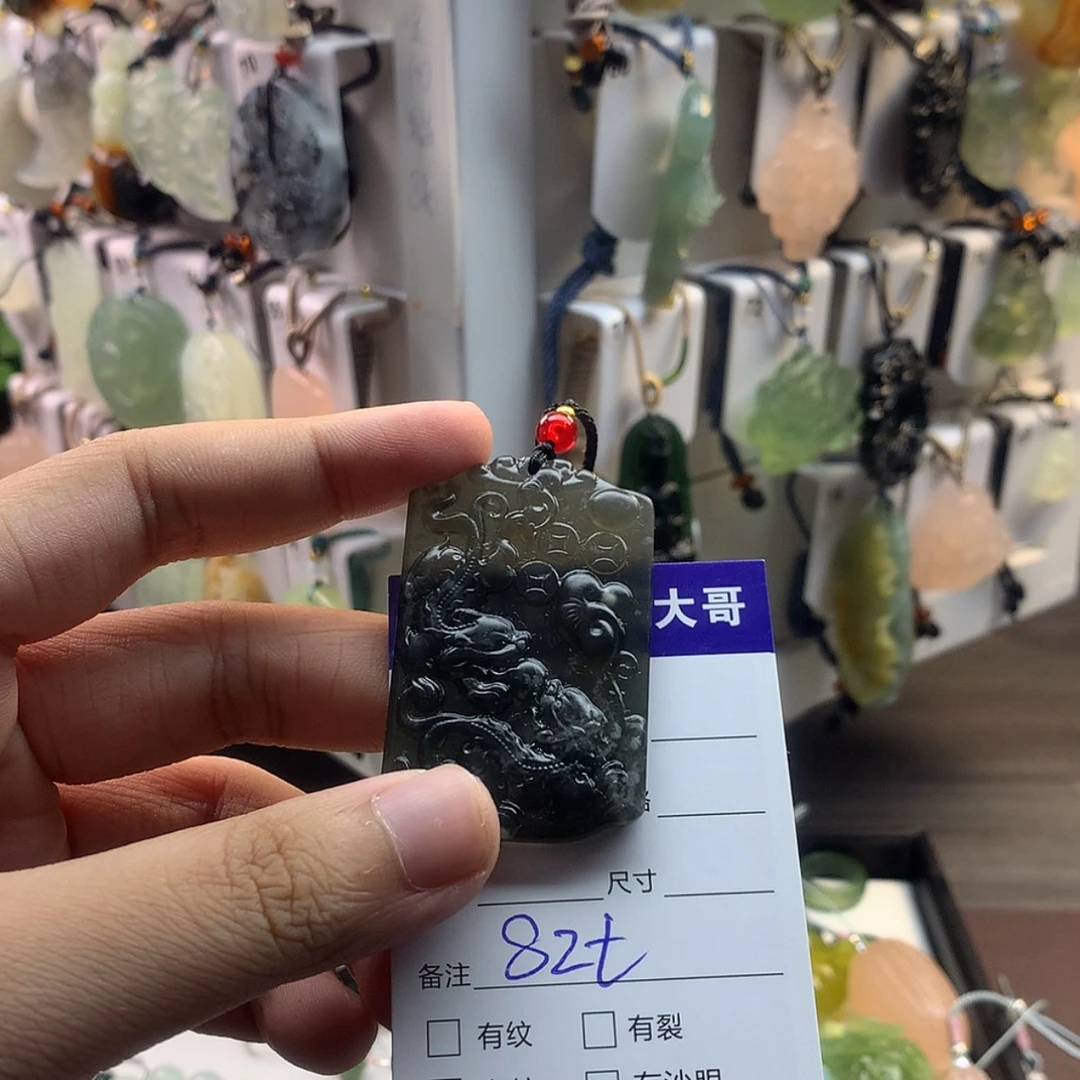 大哥
尺寸
备注 82t
有纹 有裂